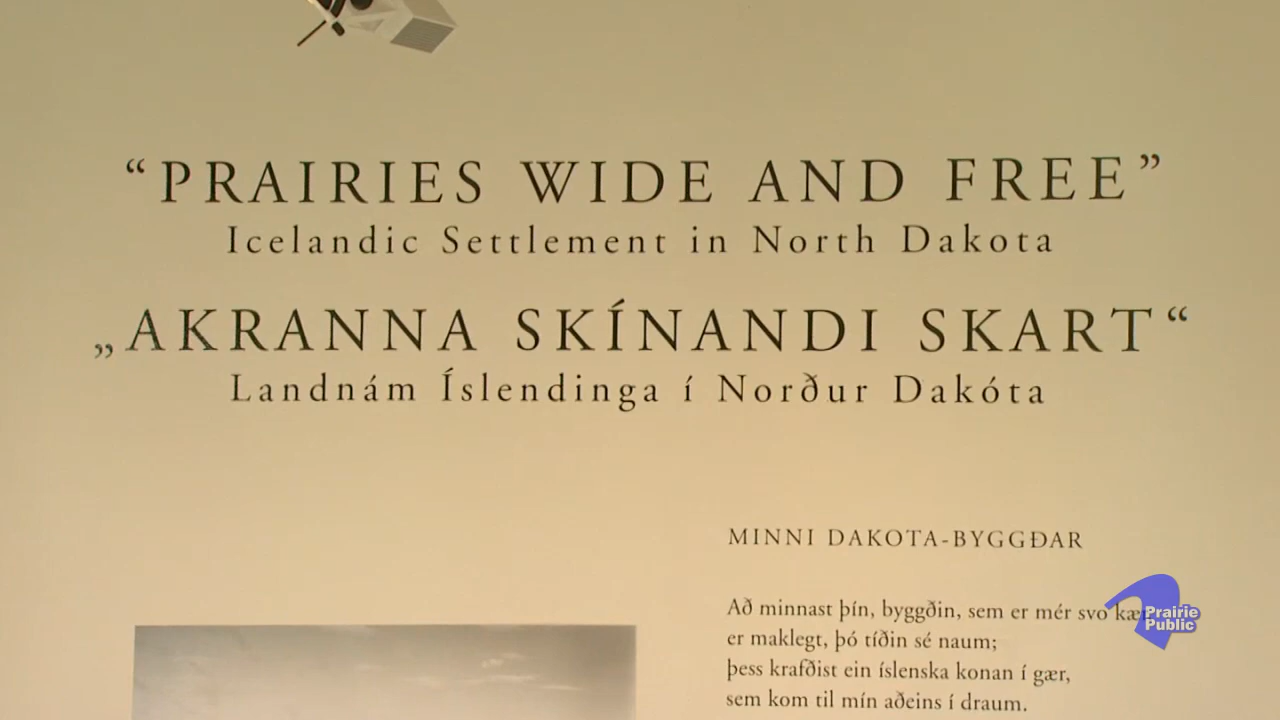 “PRAIRIES WIDE AND FREE”
Icelandic Settlement in North Dakota
„AKRANNA SKÍNANDI SKART“
Landnám Íslendinga í Norður Dakóta
MINNI DAKOTA-BYGGÐAR
Að minnast þín, byggðin, sem er mér svo
er maklegt, þó tíðin sé naum;
þess krafðist ein íslenska konan í gær,
sem kom til mín aðeins í draum.
Prairie
Public